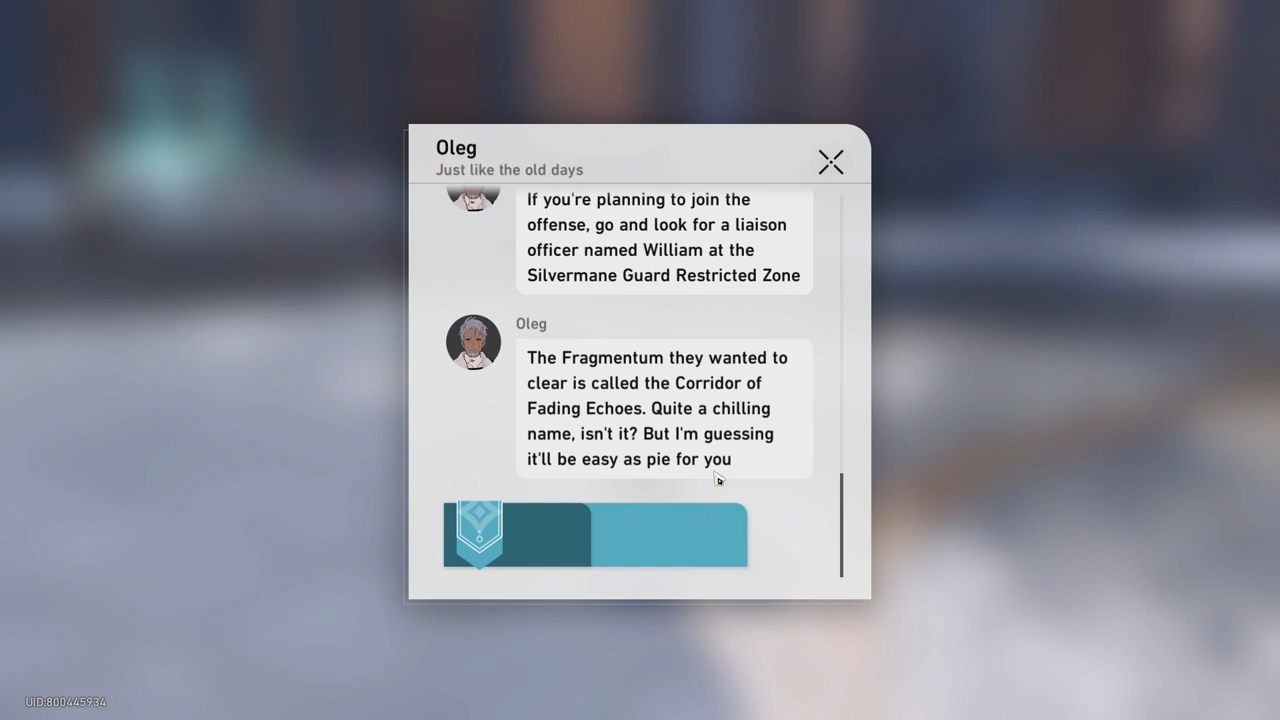 Oleg
Just like the old days
If you're planning to join the
offense, go and look for a liaison
officer named William at the
Silvermane Guard Restricted Zone
Oleg
The Fragmentum they wanted to
clear is called the Corridor of
Fading Echoes. Quite a chilling
name, isn't it? But I'm guessing
it'll be easy as pie for you
UID:800445934